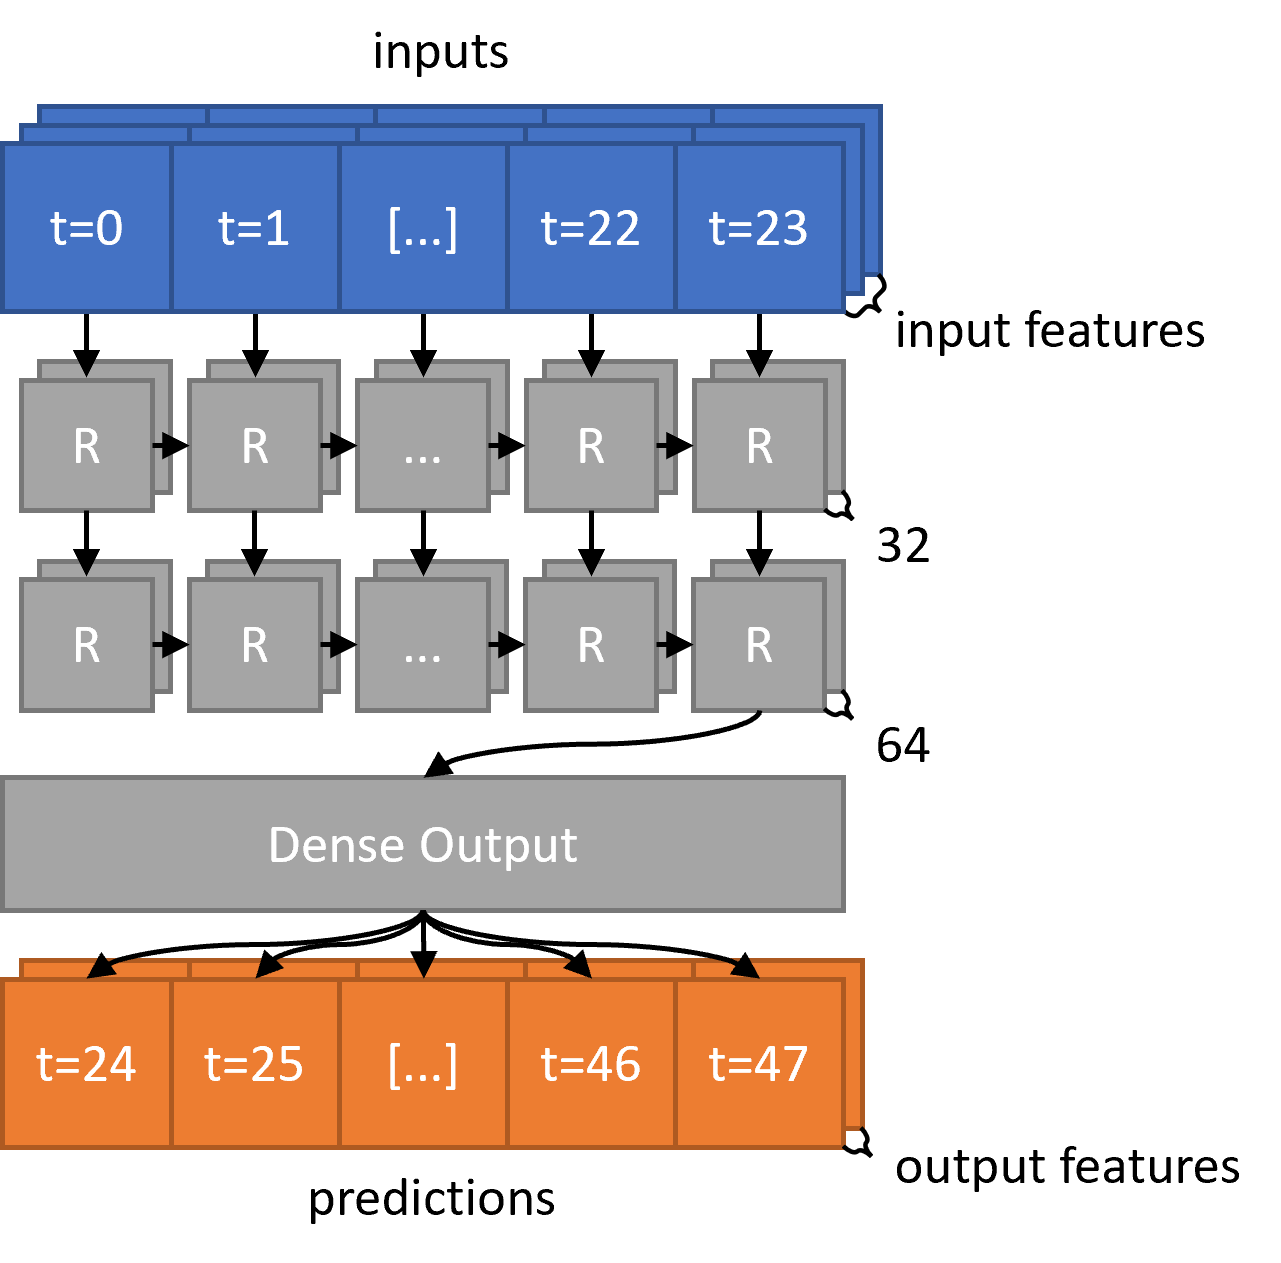 inputs
t=0 t=1 [...] t=22 t=23
input features
R R ... R R
32
R R ... R R
64
Dense Output
t=24 t=25 [...] t=46 t=47
output features
predictions